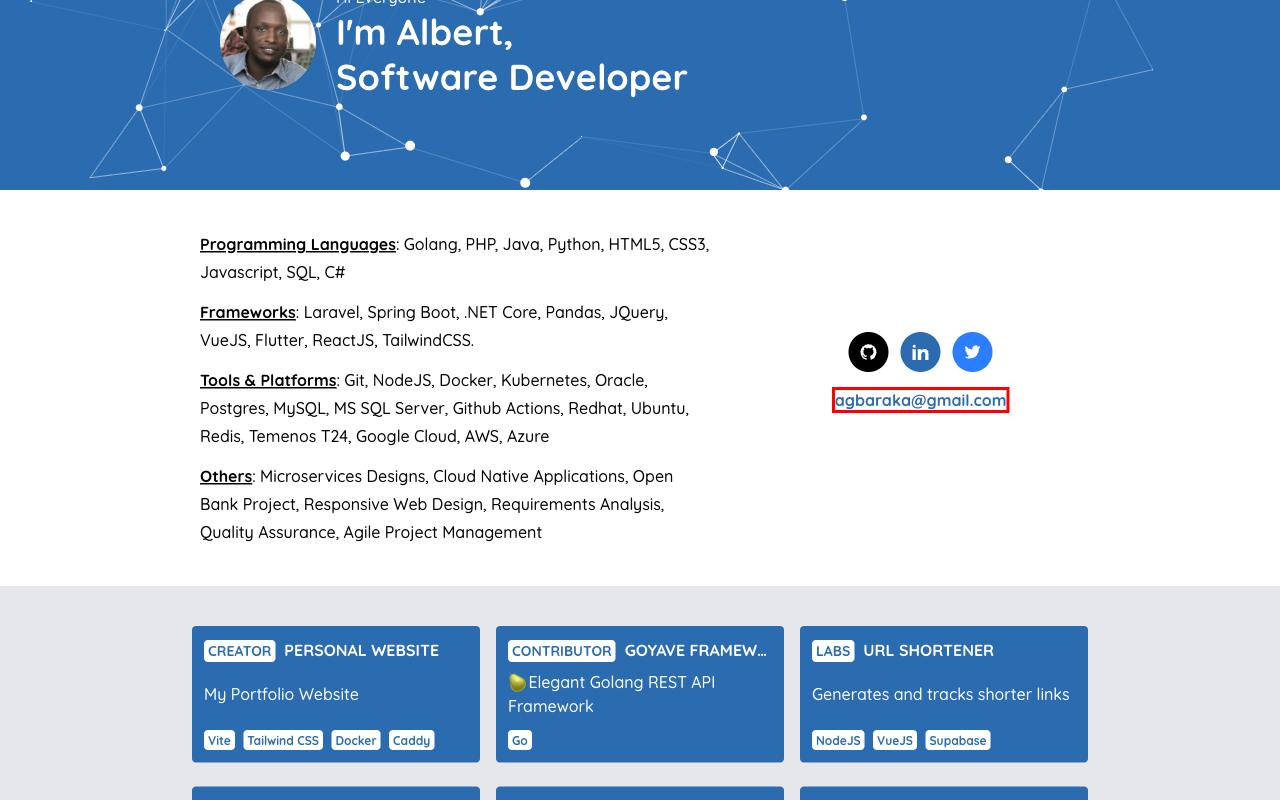 I'm Albert,
Software Developer
Programming Languages: Golang, PHP, Java, Python, HTML5, CSS3,
Javascript, SQL, C#
Frameworks: Laravel, Spring Boot, .NET Core, Pandas, JQuery,
VueJS, Flutter, ReactJS, TailwindCSS.
Tools & Platforms: Git, NodeJS, Docker, Kubernetes, Oracle,
Postgres, MySQL, MS SQL Server, Github Actions, Redhat, Ubuntu,
Redis, Temenos T24, Google Cloud, AWS, Azure
Others: Microservices Designs, Cloud Native Applications, Open
Bank Project, Responsive Web Design, Requirements Analysis,
Quality Assurance, Agile Project Management
in
agbaraka@gmail.com
CREATOR PERSONAL WEBSITE
My Portfolio Website
Vite Tailwind CSS Docker Caddy
CONTRIBUTOR GOYAVE FRAMEW...
Elegant Golang REST API
Framework
Go
LABS URL SHORTENER
Generates and tracks shorter links
NodeJS VueJS Supabase